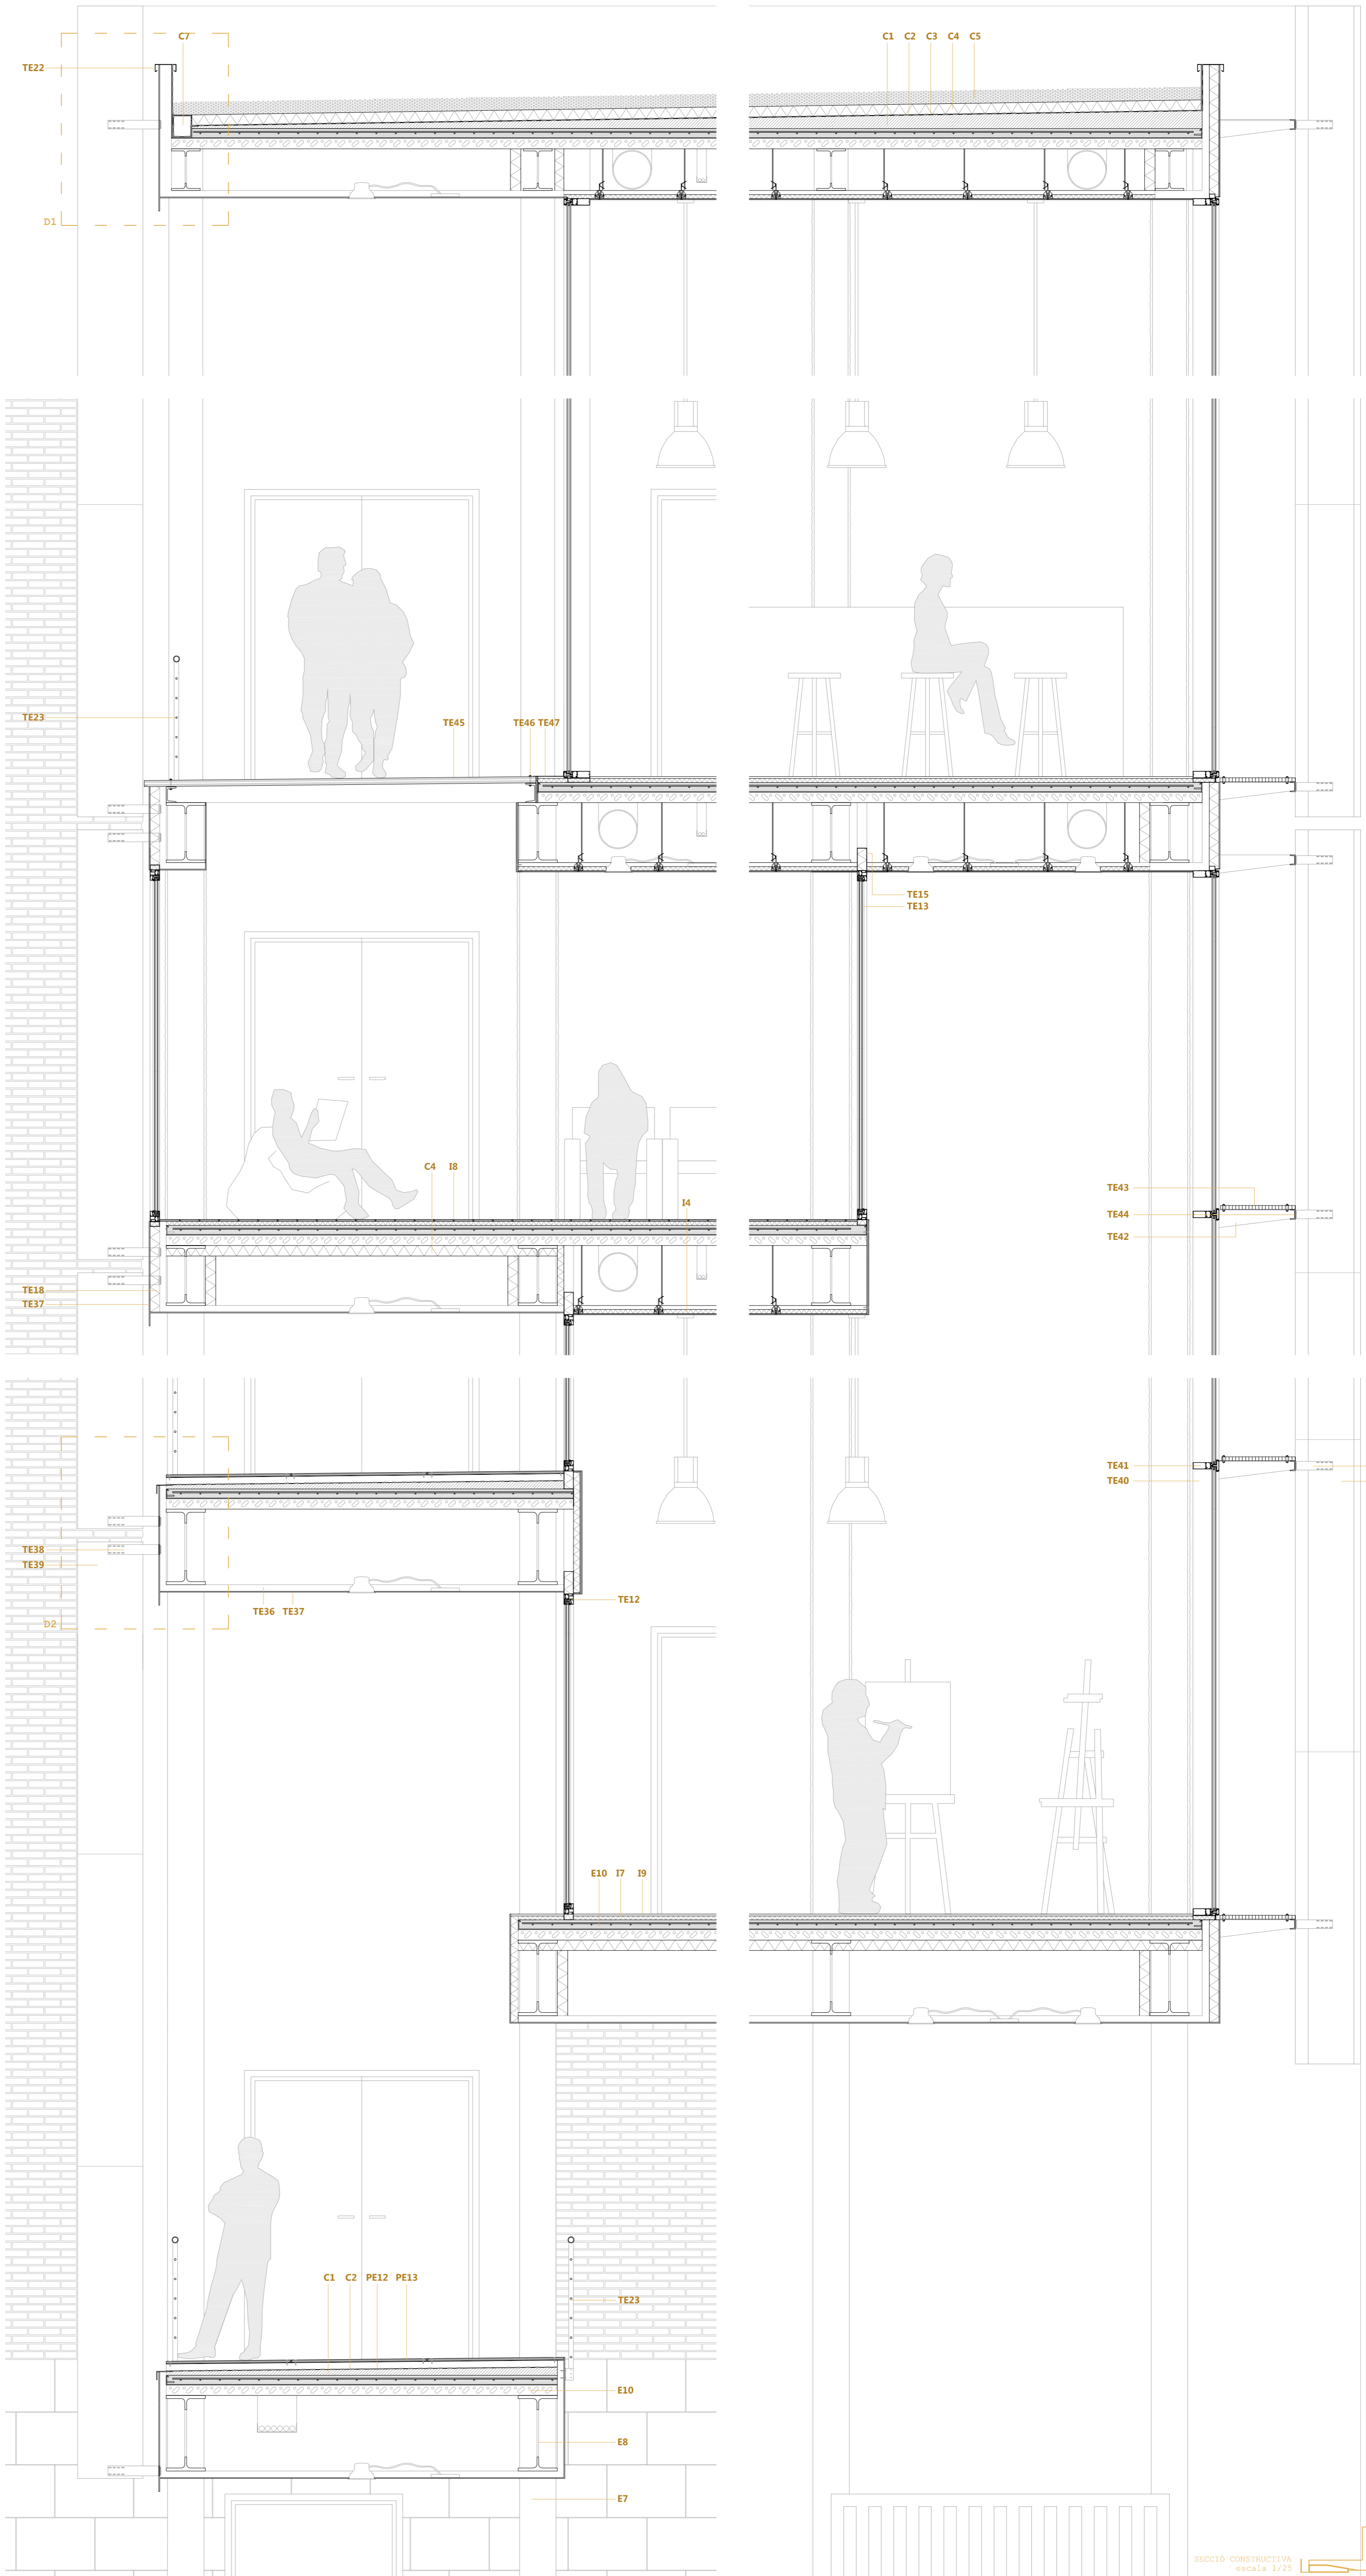 C7
C1 C2 C3 C4 C5
TE22
D1
TE23
TE45
TE46 TE47
TE15
TE13
C4 I8
TE43
I4
TE44
TE42
TE18
TE37
TE41
TE40
TE38
TE39
TE12
TE36 TE37
D2
E10 I7 I9
C1 C2 PE12 PE13
TE23
E10
E8
E7
SECCIÓ CONSTRUCTIVA
escala 1/25